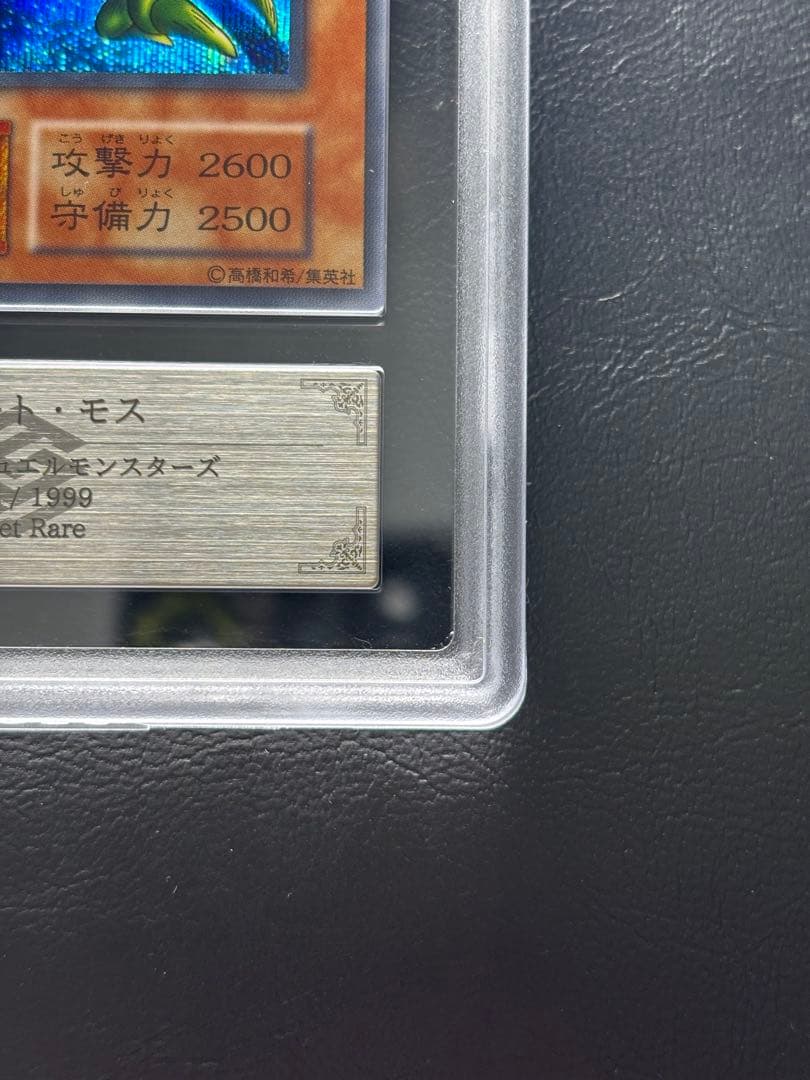 こう げき りょく
攻撃力 2600
しゅ び りょく
守備力 2500
©高橋和希/集英社
ト・モス
ュエルモンスターズ
/ 1999
et Rare